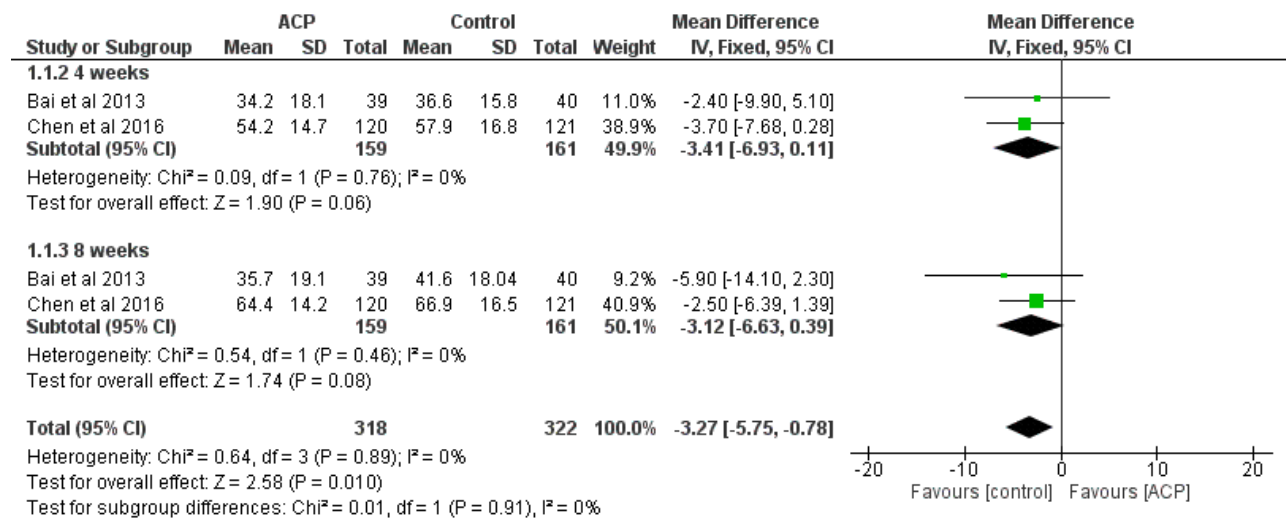 ACP Control Mean Difference Mean Difference
Study or Subgroup Mean SD Total Mean SD Total Weight IV, Fixed, 95% CI IV, Fixed, 95% CI
1.1.2 4 weeks
Bai et al 2013 34.2 18.1 39 36.6 15.8 40 11.0% -2.40 [-9.90, 5.10]
Chen et al 2016 54.2 14.7 120 57.9 16.8 121 38.9% -3.70 [-7.68, 0.28]
Subtotal (95% CI) 159 161 49.9% -3.41 [-6.93, 0.11]
Heterogeneity: Chi² = 0.09, df = 1 (P = 0.76); I² = 0%
Test for overall effect: Z = 1.90 (P = 0.06)
1.1.3 8 weeks
Bai et al 2013 35.7 19.1 39 41.6 18.04 40 9.2% -5.90 [-14.10, 2.30]
Chen et al 2016 64.4 14.2 120 66.9 16.5 121 40.9% -2.50 [-6.39, 1.39]
Subtotal (95% CI) 159 161 50.1% -3.12 [-6.63, 0.39]
Heterogeneity: Chi² = 0.54, df = 1 (P = 0.46); I² = 0%
Test for overall effect: Z = 1.74 (P = 0.08)
Total (95% CI) 318 322 100.0% -3.27 [-5.75, -0.78]
Heterogeneity: Chi² = 0.64, df = 3 (P = 0.89); I² = 0%
Test for overall effect: Z = 2.58 (P = 0.010)
Test for subgroup differences: Chi² = 0.01, df = 1 (P = 0.91), I² = 0%
-20 -10 0 10 20
Favours [control] Favours [ACP]